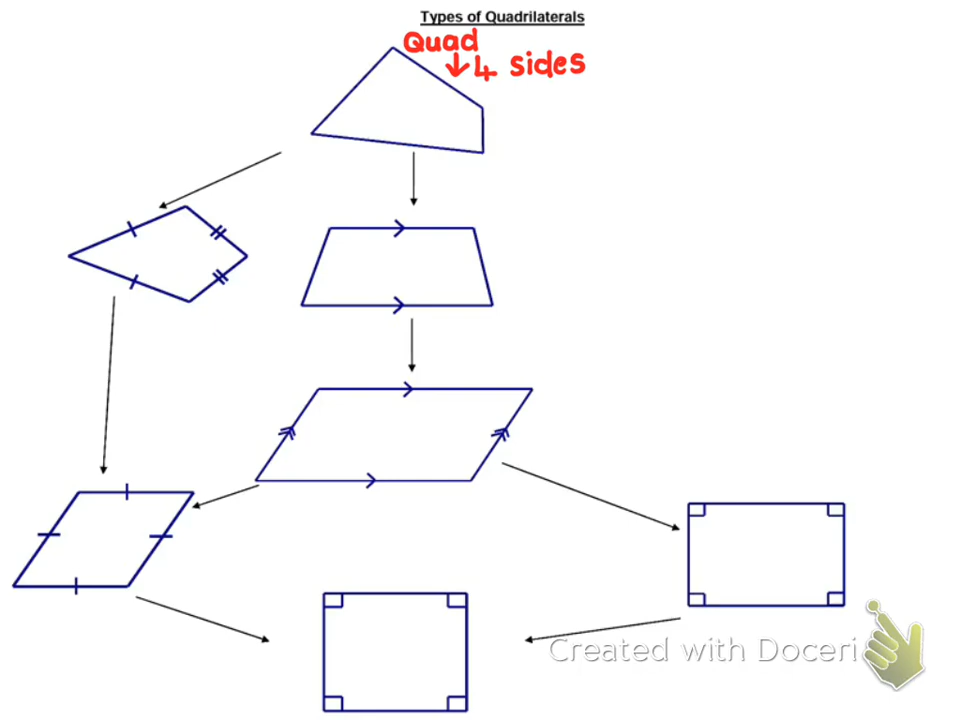 Types of Quadrilaterals
Quad
4 sides
Created with Doceri